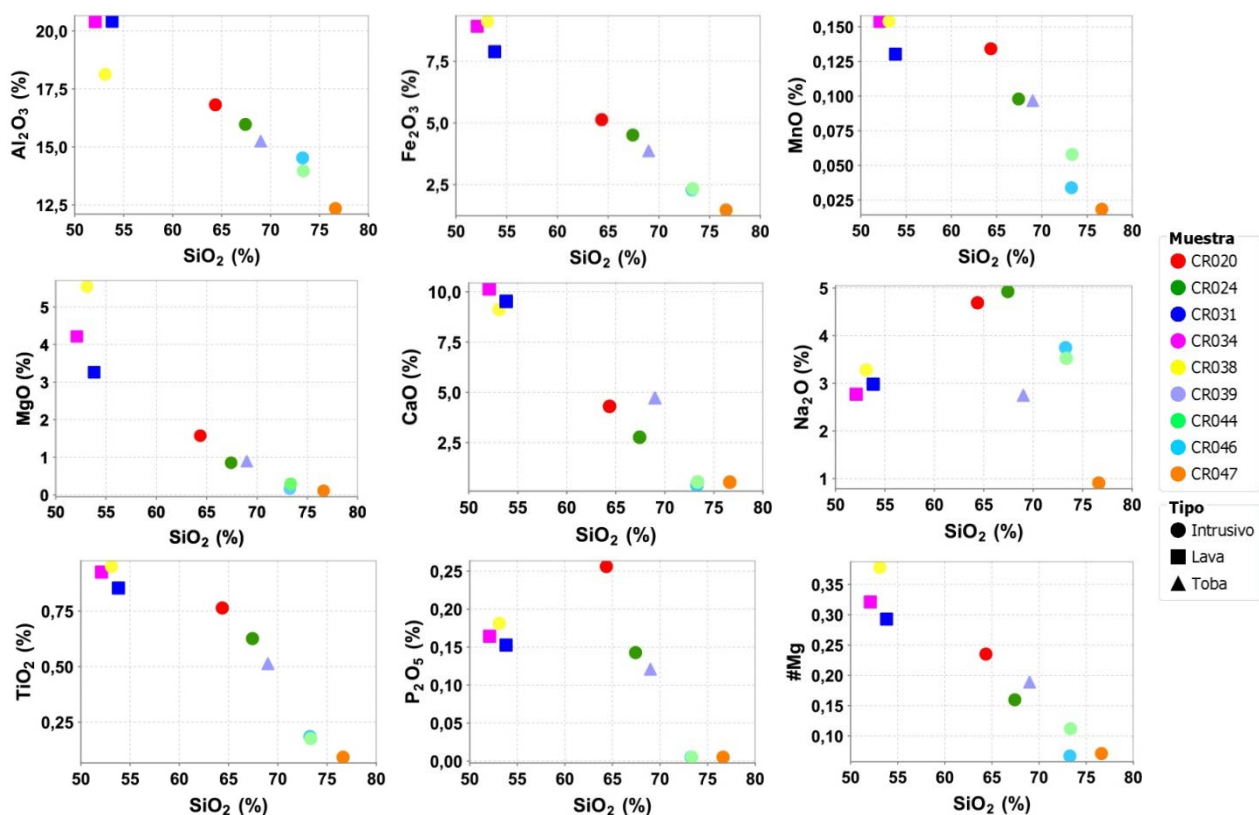 Al₂O₃ (%)
20,0
17,5
15,0
12,5
50 55 60 65 70 75 80
SiO₂ (%)
Fe₂O₃ (%)
7,5
5,0
2,5
50 55 60 65 70 75 80
SiO₂ (%)
MnO (%)
0,150
0,125
0,100
0,075
0,050
0,025
50 55 60 65 70 75 80
SiO₂ (%)
MgO (%)
5
4
3
2
1
0
50 55 60 65 70 75 80
SiO₂ (%)
CaO (%)
10,0
7,5
5,0
2,5
50 55 60 65 70 75 80
SiO₂ (%)
Na₂O (%)
5
4
3
2
1
50 55 60 65 70 75 80
SiO₂ (%)
TiO₂ (%)
0,75
0,50
0,25
50 55 60 65 70 75 80
SiO₂ (%)
P₂O₅ (%)
0,25
0,20
0,15
0,10
0,05
0,00
50 55 60 65 70 75 80
SiO₂ (%)
#Mg
0,35
0,30
0,25
0,20
0,15
0,10
50 55 60 65 70 75 80
SiO₂ (%)
Muestra
CR020
CR024
CR031
CR034
CR038
CR039
CR044
CR046
CR047
Tipo
Intrusivo
Lava
Toba